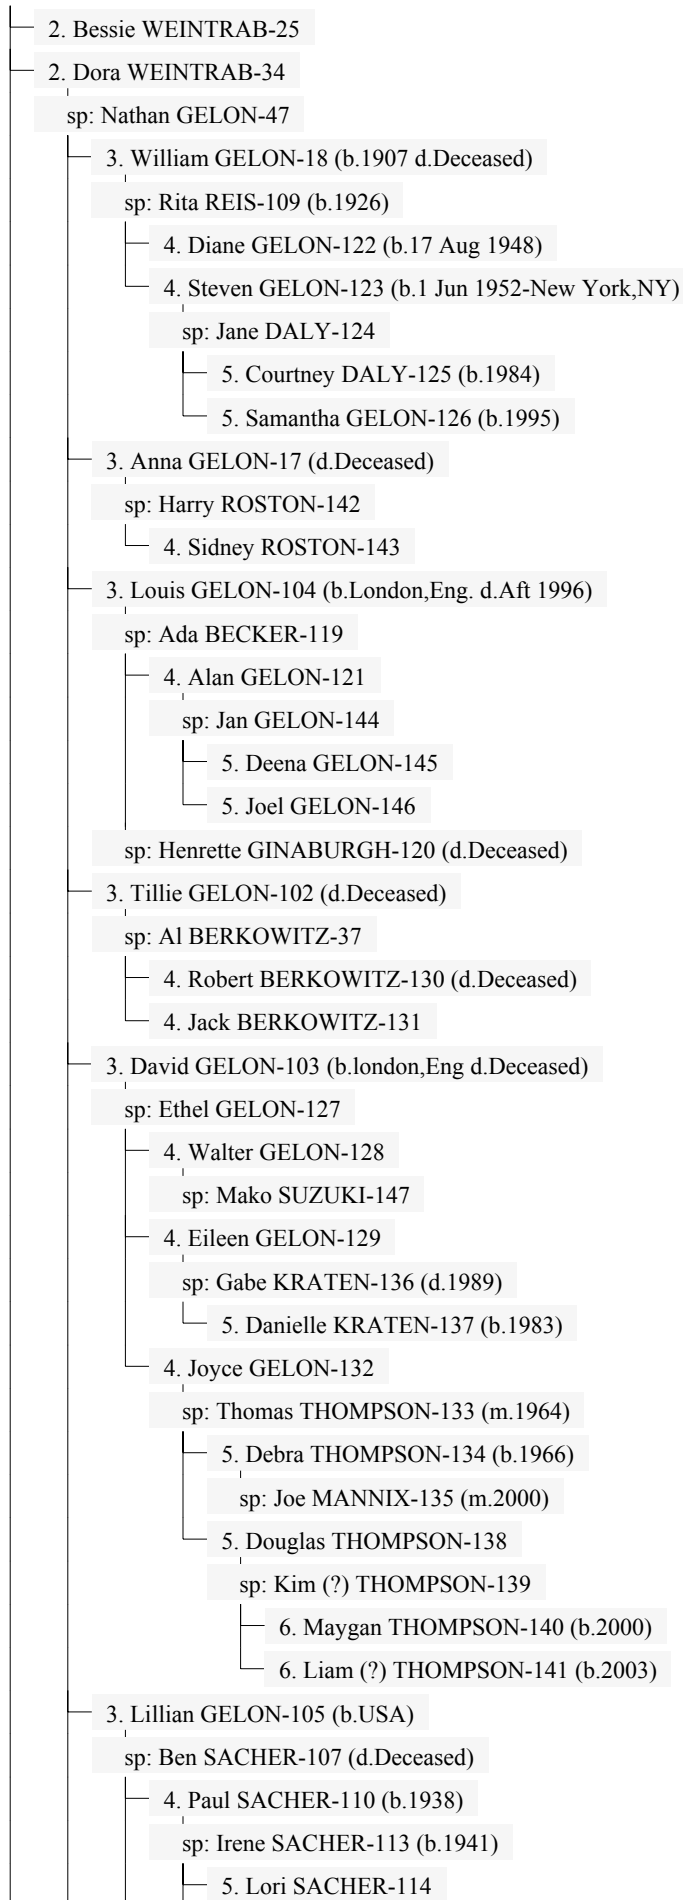 2. Bessie WEINTRAB-25
2. Dora WEINTRAB-34
sp: Nathan GELON-47
3. William GELON-18 (b.1907 d.Deceased)
sp: Rita REIS-109 (b.1926)
4. Diane GELON-122 (b.17 Aug 1948)
4. Steven GELON-123 (b.1 Jun 1952-New York,NY)
sp: Jane DALY-124
5. Courtney DALY-125 (b.1984)
5. Samantha GELON-126 (b.1995)
3. Anna GELON-17 (d.Deceased)
sp: Harry ROSTON-142
4. Sidney ROSTON-143
3. Louis GELON-104 (b.London,Eng. d.Aft 1996)
sp: Ada BECKER-119
4. Alan GELON-121
sp: Jan GELON-144
5. Deena GELON-145
5. Joel GELON-146
sp: Henrette GINABURGH-120 (d.Deceased)
3. Tillie GELON-102 (d.Deceased)
sp: Al BERKOWITZ-37
4. Robert BERKOWITZ-130 (d.Deceased)
4. Jack BERKOWITZ-131
3. David GELON-103 (b.london,Eng d.Deceased)
sp: Ethel GELON-127
4. Walter GELON-128
sp: Mako SUZUKI-147
4. Eileen GELON-129
sp: Gabe KRATEN-136 (d.1989)
5. Danielle KRATEN-137 (b.1983)
4. Joyce GELON-132
sp: Thomas THOMPSON-133 (m.1964)
5. Debra THOMPSON-134 (b.1966)
sp: Joe MANNIX-135 (m.2000)
5. Douglas THOMPSON-138
sp: Kim (?) THOMPSON-139
6. Maygan THOMPSON-140 (b.2000)
6. Liam (?) THOMPSON-141 (b.2003)
3. Lillian GELON-105 (b.USA)
sp: Ben SACHER-107 (d.Deceased)
4. Paul SACHER-110 (b.1938)
sp: Irene SACHER-113 (b.1941)
5. Lori SACHER-114